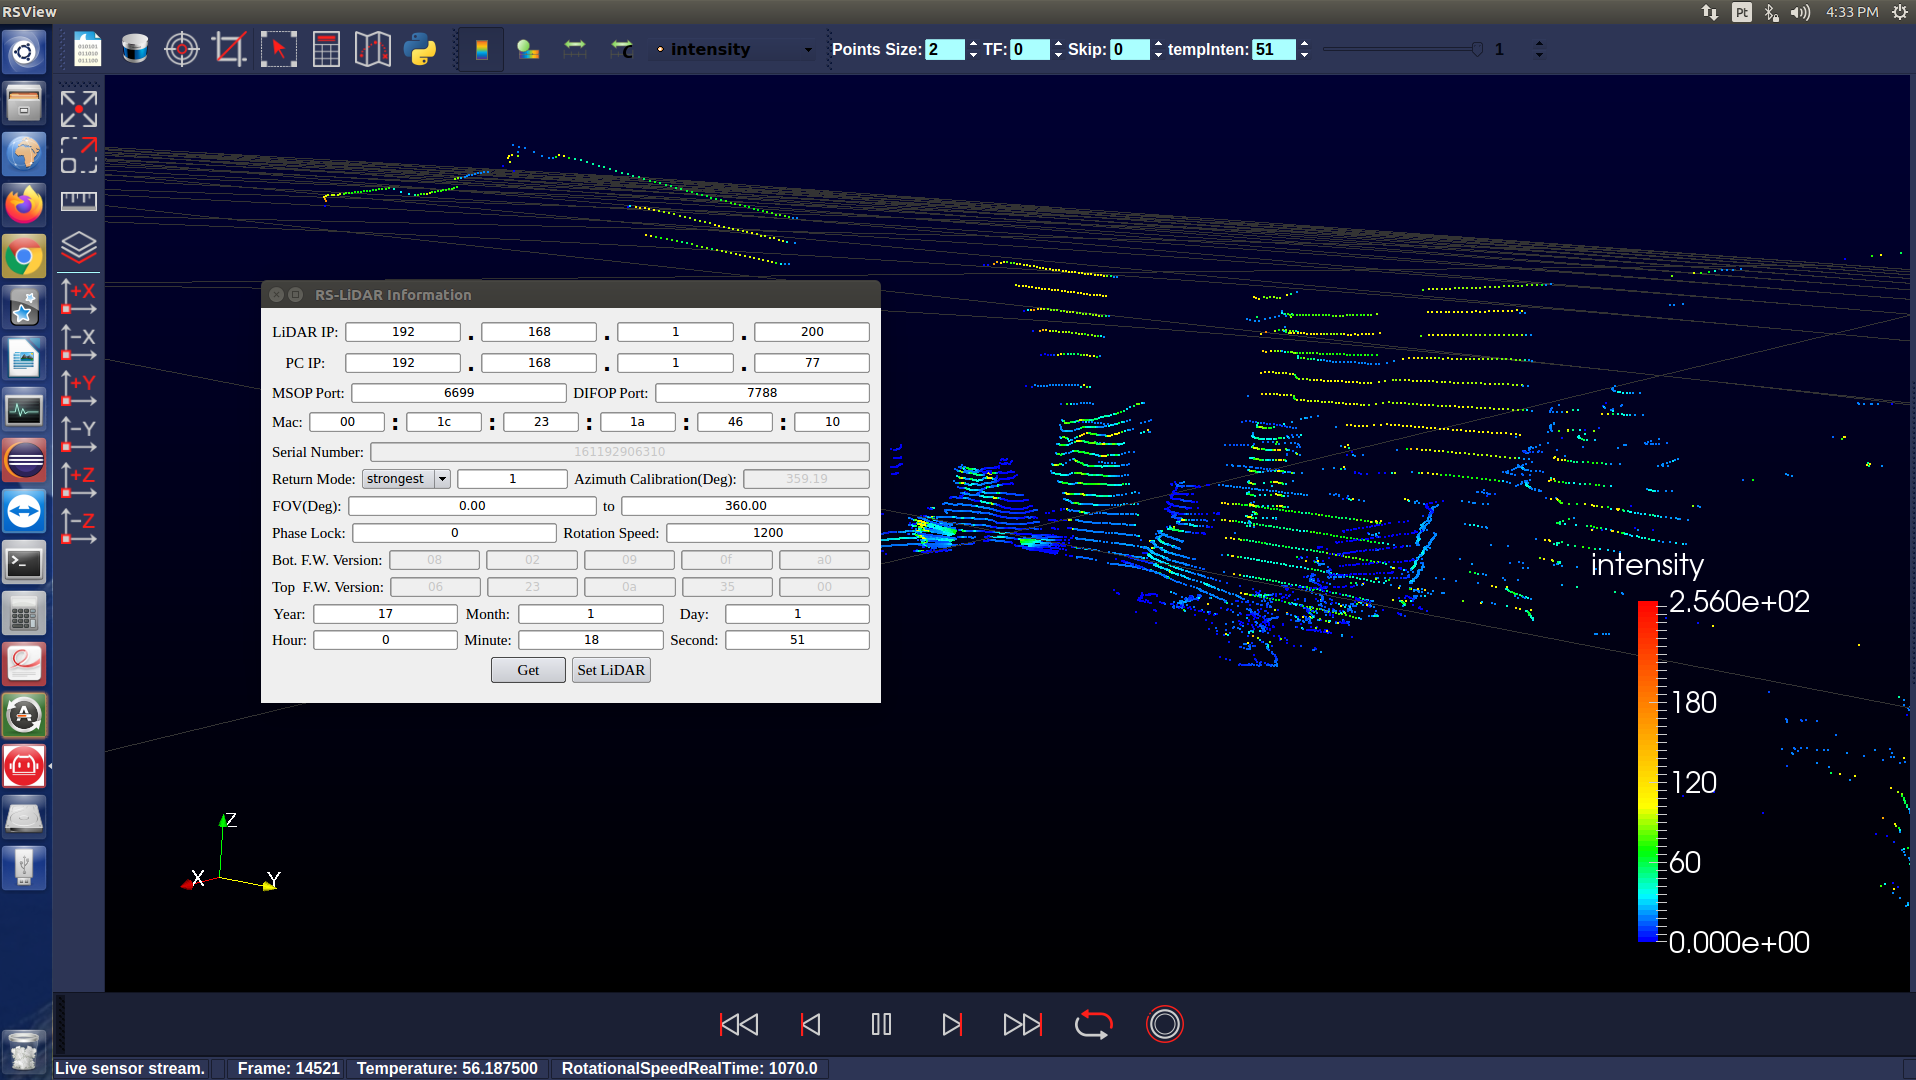 RSView
Pt 4:33 PM
intensity Points Size: 2 TF: 0 Skip: 0 tempInten: 51 1
+X
-X
+Y
-Y
+Z
-Z
RS-LiDAR Information
LiDAR IP: 192 . 168 . 1 . 200
PC IP: 192 . 168 . 1 . 77
MSOP Port: 6699 DIFOP Port: 7788
Mac: 00 : 1c : 23 : 1a : 46 : 10
Serial Number: 161192906310
Return Mode: strongest 1 Azimuth Calibration(Deg): 359.19
FOV(Deg): 0.00 to 360.00
Phase Lock: 0 Rotation Speed: 1200
Bot. F.W. Version: 08 02 09 0f a0
Top F.W. Version: 06 23 0a 35 00
Year: 17 Month: 1 Day: 1
Hour: 0 Minute: 18 Second: 51
Get Set LiDAR
intensity
2.560e+02
180
120
60
0.000e+00
Z
X Y
Live sensor stream. Frame: 14521 Temperature: 56.187500 RotationalSpeedRealTime: 1070.0